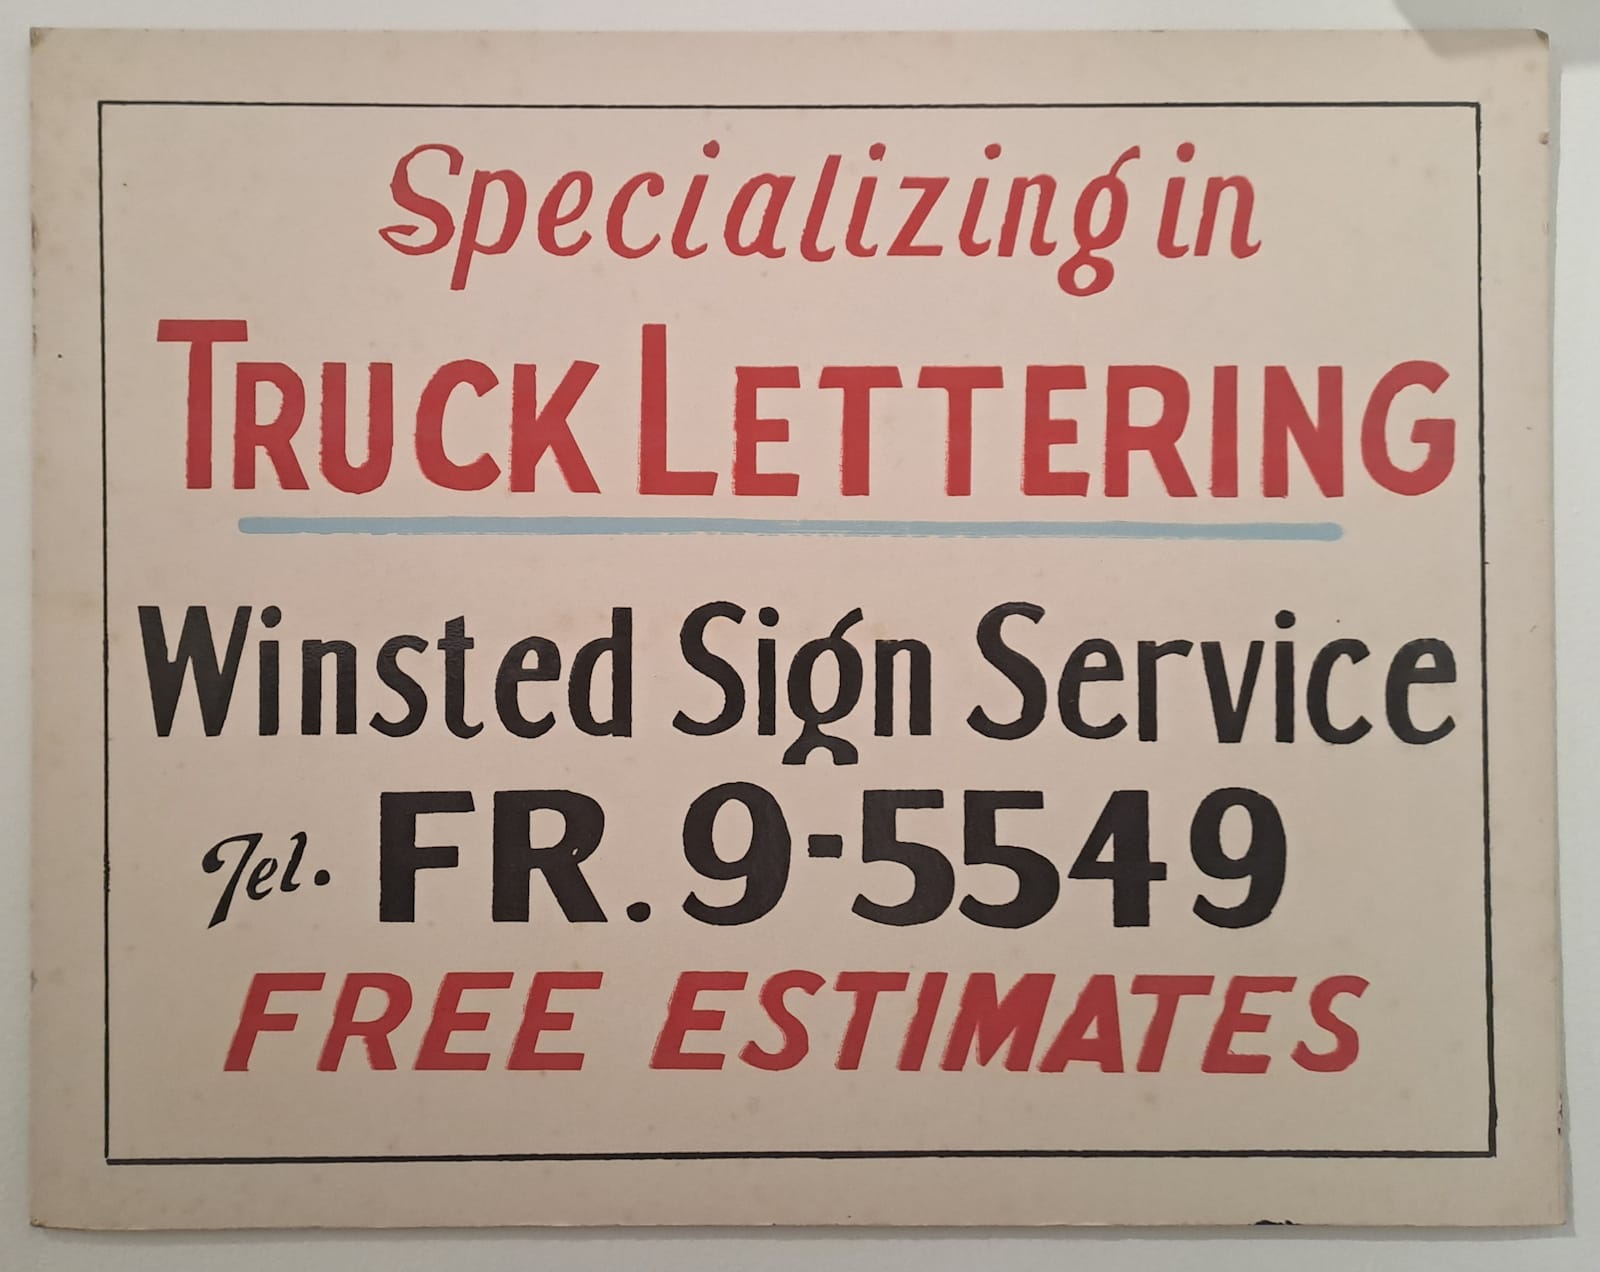 Specializing in
TRUCK LETTERING
Winsted Sign Service
Tel. FR. 9-5549
FREE ESTIMATES